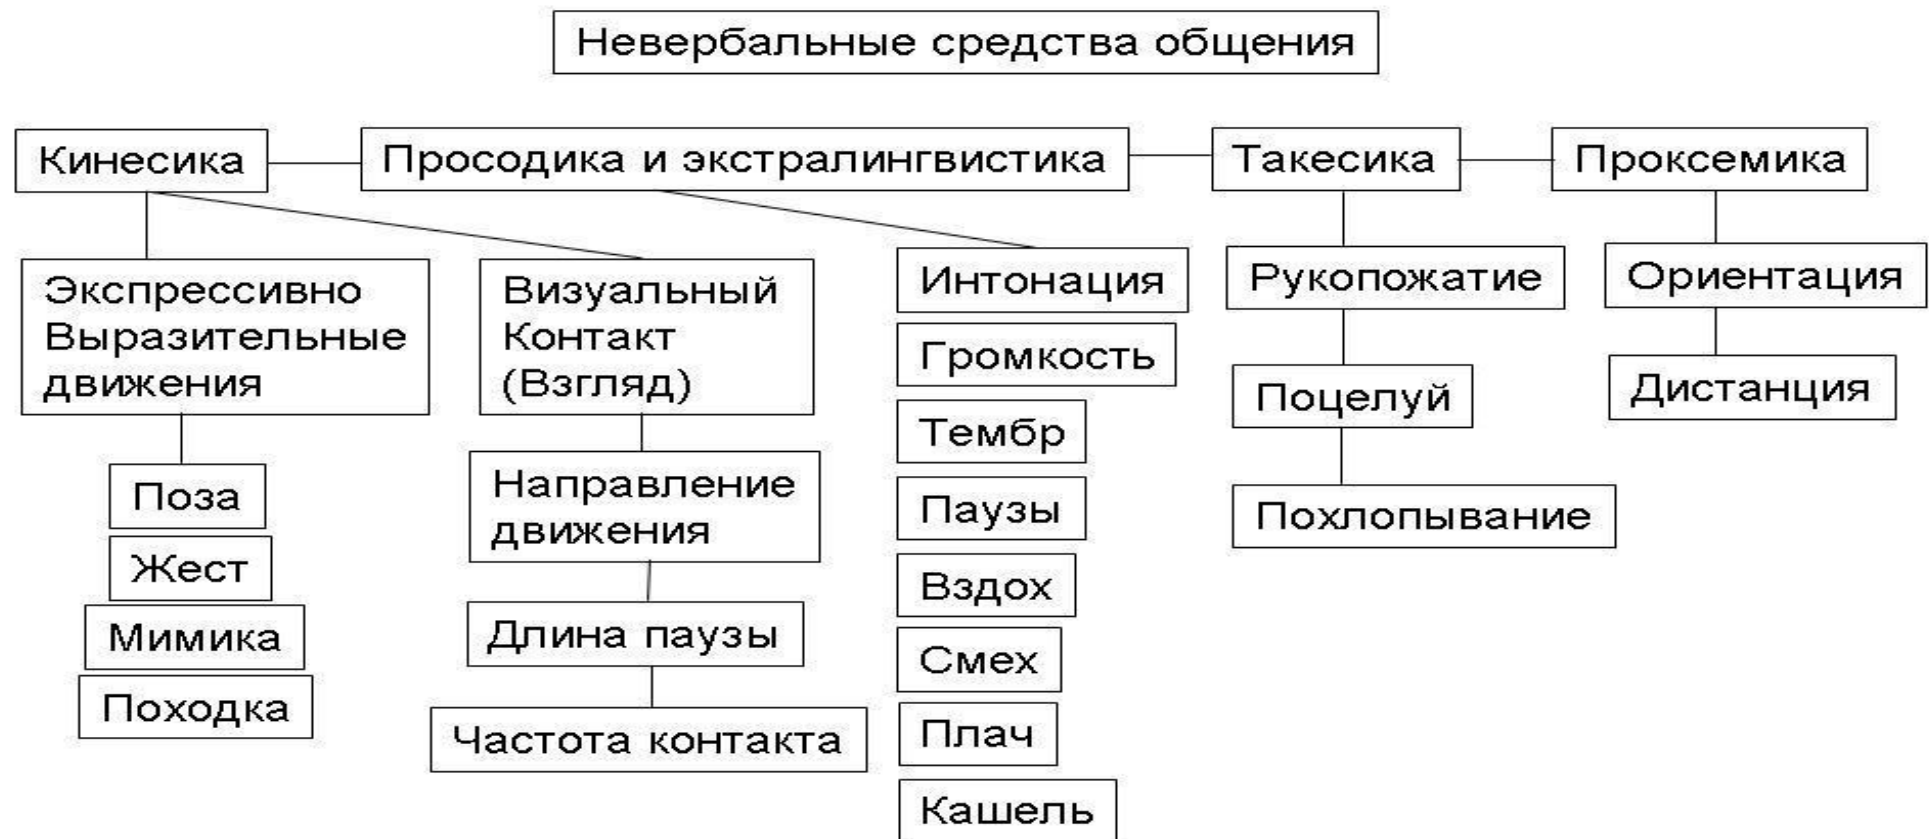 Невербальные средства общения
Кинесика
Просодика и экстралингвистика
Такесика
Проксемика
Экспрессивно
Выразительные
движения
Поза
Жест
Мимика
Походка
Визуальный
Контакт
(Взгляд)
Направление
движения
Длина паузы
Частота контакта
Интонация
Громкость
Тембр
Паузы
Вздох
Смех
Плач
Кашель
Рукопожатие
Поцелуй
Похлопывание
Ориентация
Дистанция